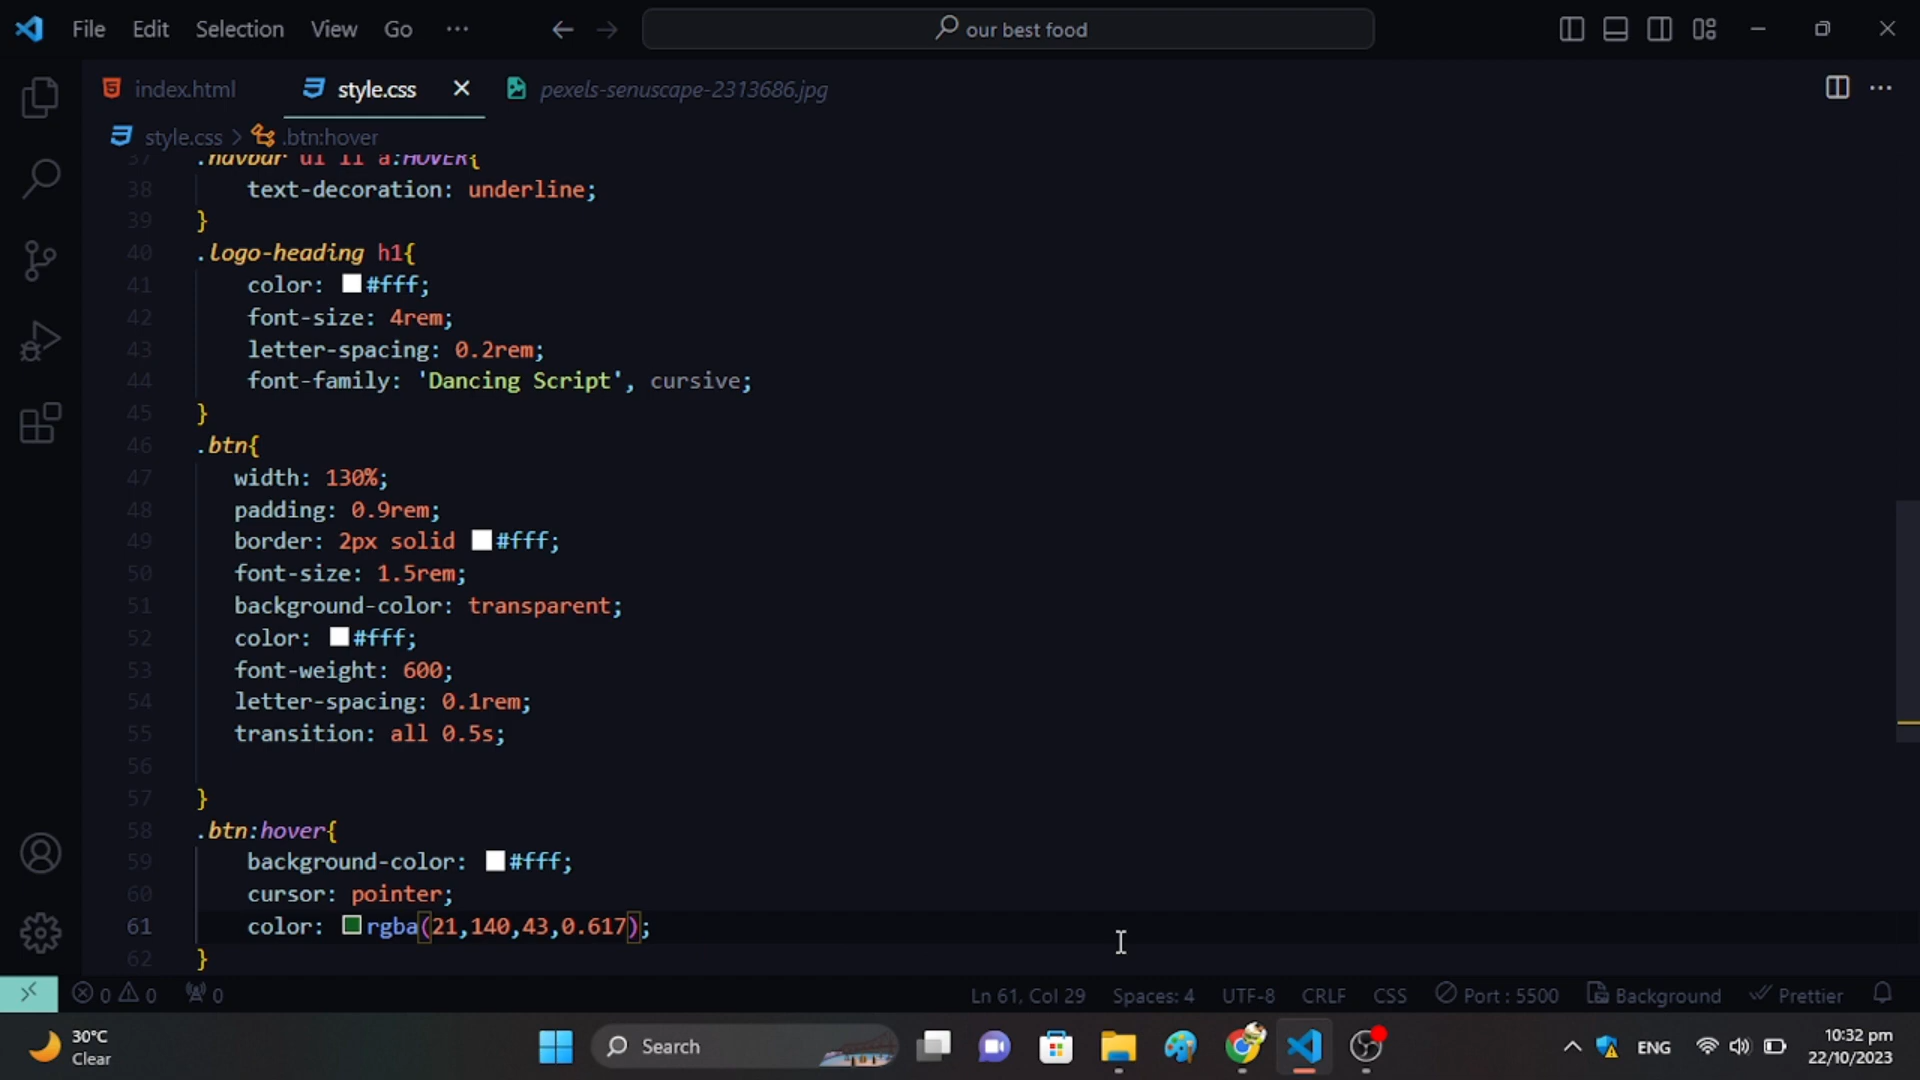 File Edit Selection View Go ··· our best food
index.html style.css pexels-senuscape-2313686.jpg
style.css > .btn:hover
37 .navbar ul li a:HOVER{
38 text-decoration: underline;
39 }
40 .logo-heading h1{
41 color: #fff;
42 font-size: 4rem;
43 letter-spacing: 0.2rem;
44 font-family: 'Dancing Script', cursive;
45 }
46 .btn{
47 width: 130%;
48 padding: 0.9rem;
49 border: 2px solid #fff;
50 font-size: 1.5rem;
51 background-color: transparent;
52 color: #fff;
53 font-weight: 600;
54 letter-spacing: 0.1rem;
55 transition: all 0.5s;
56
57 }
58 .btn:hover{
59 background-color: #fff;
60 cursor: pointer;
61 color: rgba(21,140,43,0.617);
62 }
0 0 0 Ln 61, Col 29 Spaces: 4 UTF-8 CRLF CSS Port : 5500 Background Prettier
30°C
Clear
Search
ENG
10:32 pm
22/10/2023